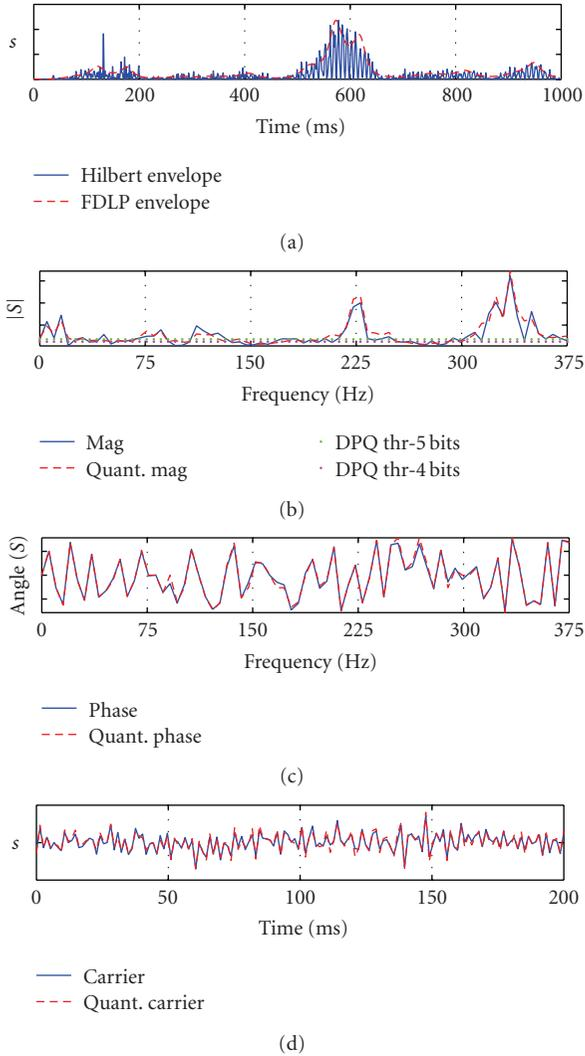 s
0 200 400 600 800 1000
Time (ms)
Hilbert envelope
FDLP envelope
(a)
|S|
0 75 150 225 300 375
Frequency (Hz)
Mag DPQ thr-5 bits
Quant. mag DPQ thr-4 bits
(b)
Angle (S)
0 75 150 225 300 375
Frequency (Hz)
Phase
Quant. phase
(c)
s
0 50 100 150 200
Time (ms)
Carrier
Quant. carrier
(d)